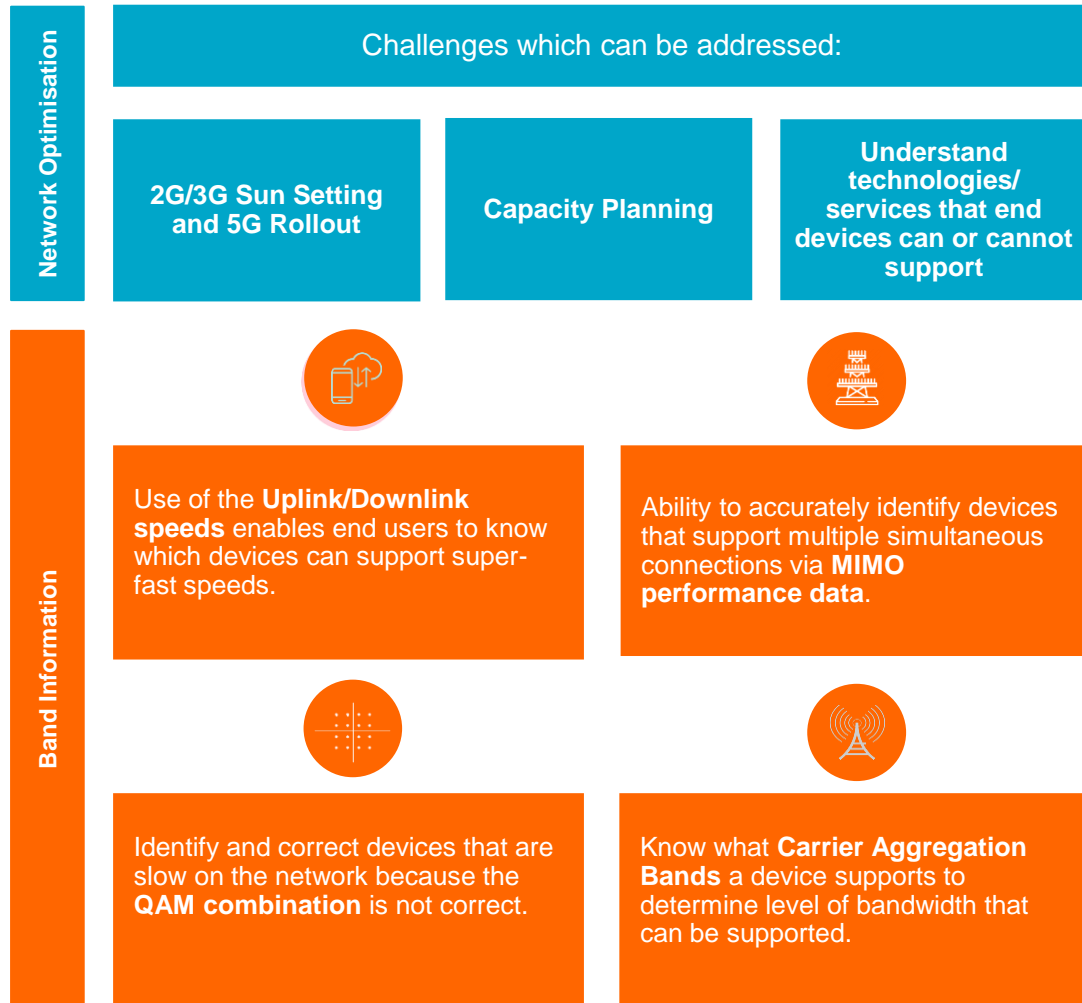 Network Optimisation
Challenges which can be addressed:
2G/3G Sun Setting
and 5G Rollout
Capacity Planning
Understand
technologies/
services that end
devices can or cannot
support
Band Information
Use of the Uplink/Downlink
speeds enables end users to know
which devices can support super-
fast speeds.
Ability to accurately identify devices
that support multiple simultaneous
connections via MIMO
performance data.
Identify and correct devices that are
slow on the network because the
QAM combination is not correct.
Know what Carrier Aggregation
Bands a device supports to
determine level of bandwidth that
can be supported.